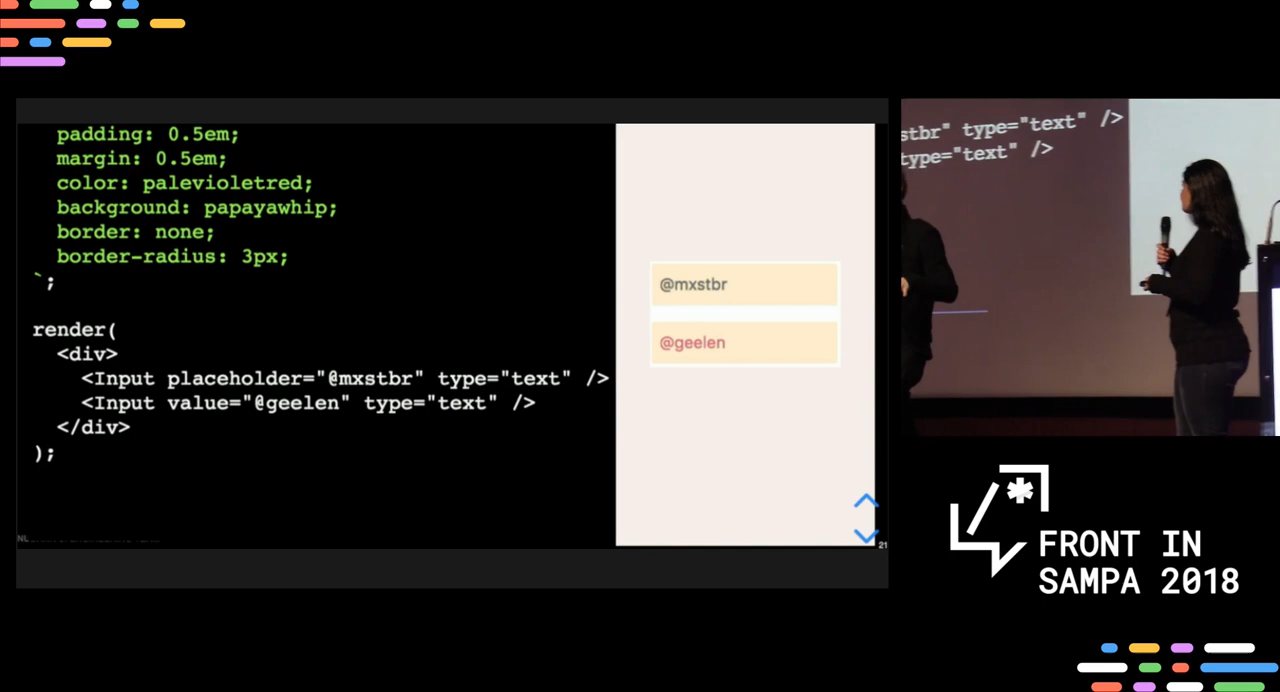 padding: 0.5em;
margin: 0.5em;
color: palevioletred;
background: papayawhip;
border: none;
border-radius: 3px;
`;
render(
<div>
<Input placeholder="@mxstbr" type="text" />
<Input value="@geelen" type="text" />
</div>
);
@mxstbr
@geelen
21
stbr" type="text" />
type="text" />
FRONT IN
SAMPA 2018